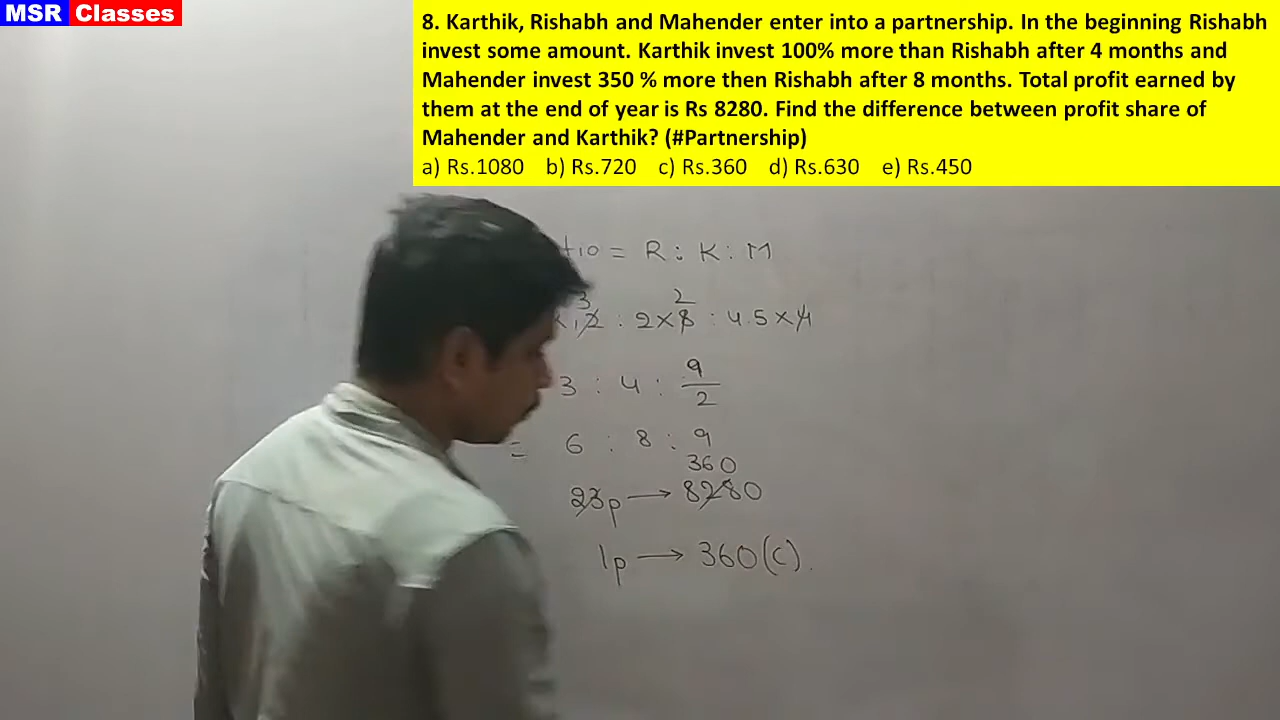 MSR Classes
8. Karthik, Rishabh and Mahender enter into a partnership. In the beginning Rishabh
invest some amount. Karthik invest 100% more than Rishabh after 4 months and
Mahender invest 350 % more then Rishabh after 8 months. Total profit earned by
them at the end of year is Rs 8280. Find the difference between profit share of
Mahender and Karthik? (#Partnership)
a) Rs.1080 b) Rs.720 c) Rs.360 d) Rs.630 e) Rs.450
tio = R : K : M
3 2
×12 : 2×8 : 4.5×4
3 : 4 : 9/2
= 6 : 8 : 9
360
23p → 8280
1p → 360(c).